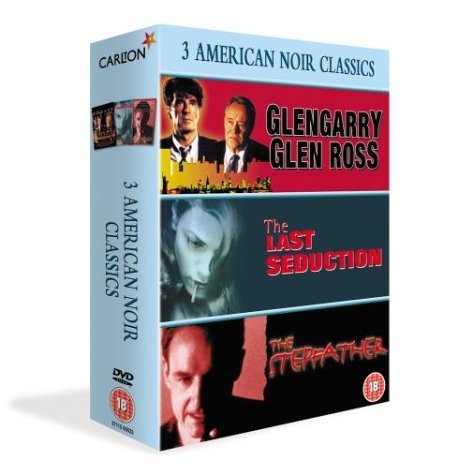 CARLTON
3 AMERICAN NOIR CLASSICS
DVD
18
3 AMERICAN NOIR CLASSICS
GLENGARRY
GLEN ROSS
The
LAST
SEDUCTION
THE
STEPFATHER
18